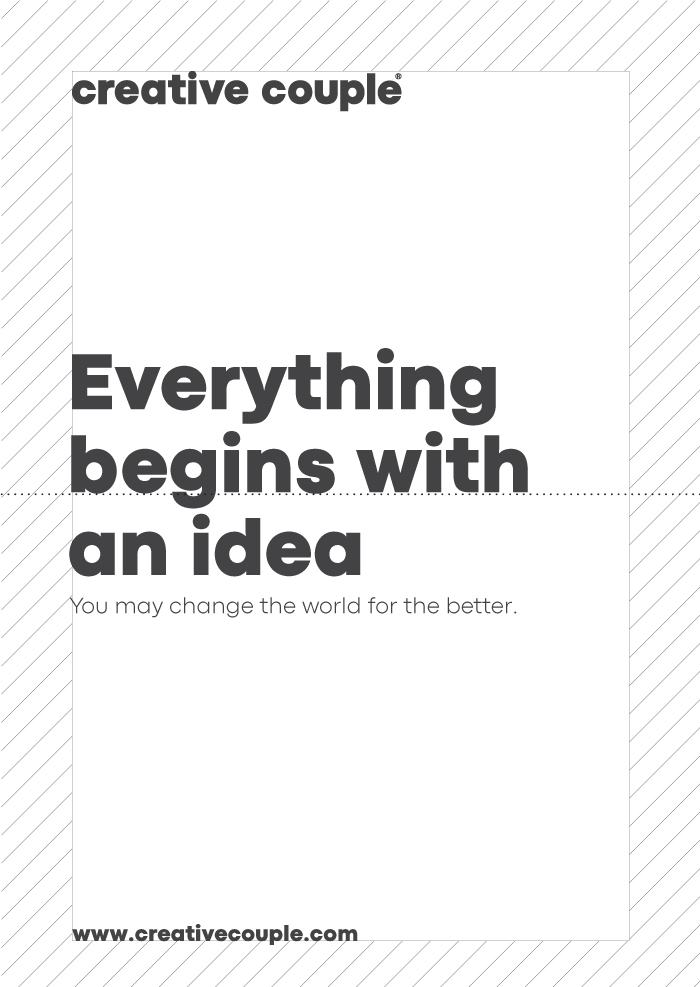 creative couple®
Everything
begins with
an idea
You may change the world for the better.
www.creativecouple.com